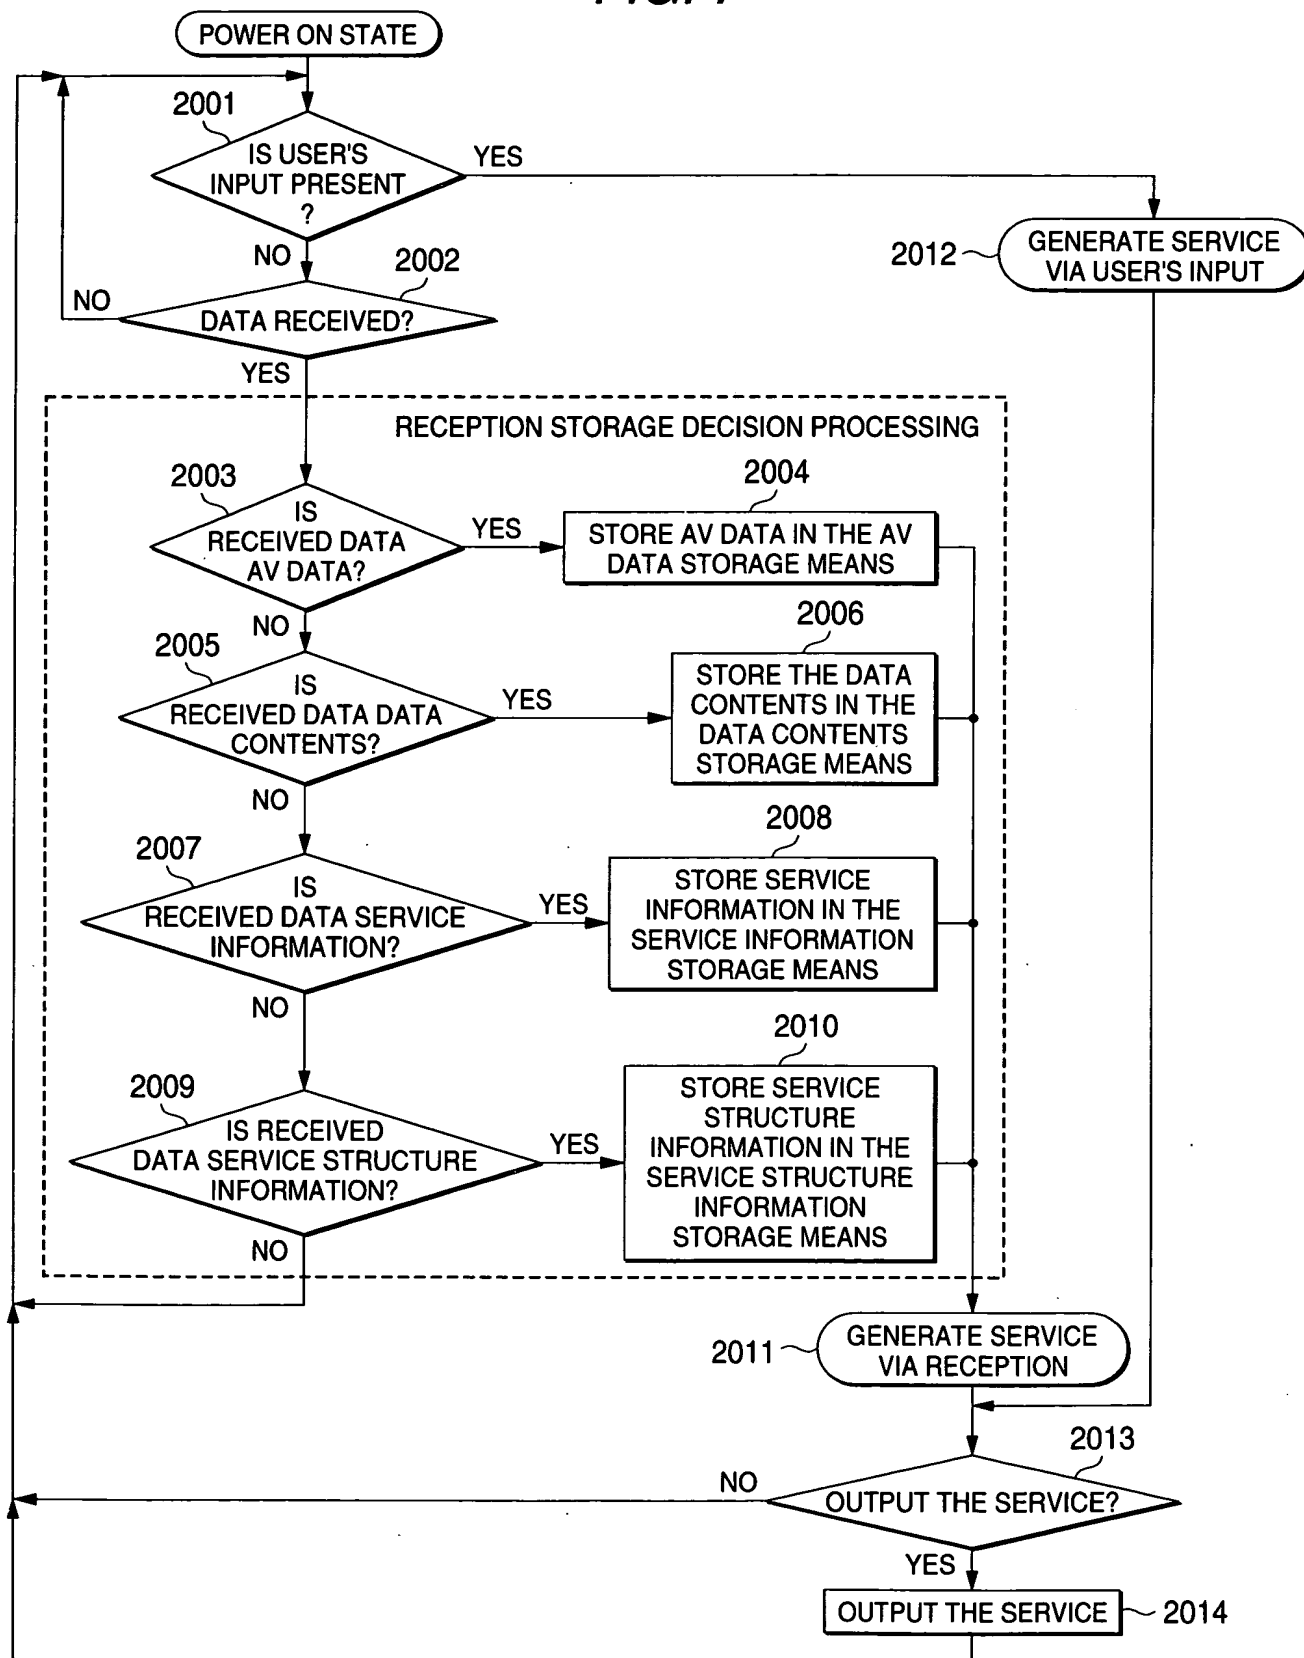 POWER ON STATE
2001
IS USER'S
INPUT PRESENT
?
YES
NO
2012
GENERATE SERVICE
VIA USER'S INPUT
2002
DATA RECEIVED?
NO
YES
RECEPTION STORAGE DECISION PROCESSING
2003
IS
RECEIVED DATA
AV DATA?
YES
NO
2004
STORE AV DATA IN THE AV
DATA STORAGE MEANS
2005
IS
RECEIVED DATA DATA
CONTENTS?
YES
NO
2006
STORE THE DATA
CONTENTS IN THE
DATA CONTENTS
STORAGE MEANS
2007
IS
RECEIVED DATA SERVICE
INFORMATION?
YES
NO
2008
STORE SERVICE
INFORMATION IN THE
SERVICE INFORMATION
STORAGE MEANS
2009
IS RECEIVED
DATA SERVICE STRUCTURE
INFORMATION?
YES
NO
2010
STORE SERVICE
STRUCTURE
INFORMATION IN THE
SERVICE STRUCTURE
INFORMATION
STORAGE MEANS
2011
GENERATE SERVICE
VIA RECEPTION
2013
OUTPUT THE SERVICE?
NO
YES
OUTPUT THE SERVICE
2014